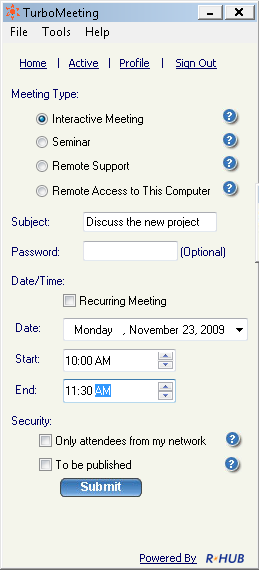 TurboMeeting
File Tools Help
Home | Active | Profile | Sign Out
Meeting Type:
Interactive Meeting ?
Seminar ?
Remote Support ?
Remote Access to This Computer ?
Subject: Discuss the new project
Password: (Optional)
Date/Time:
Recurring Meeting
Date: Monday , November 23, 2009
Start: 10:00 AM
End: 11:30 AM
Security:
Only attendees from my network ?
To be published ?
Submit
Powered By R·HUB